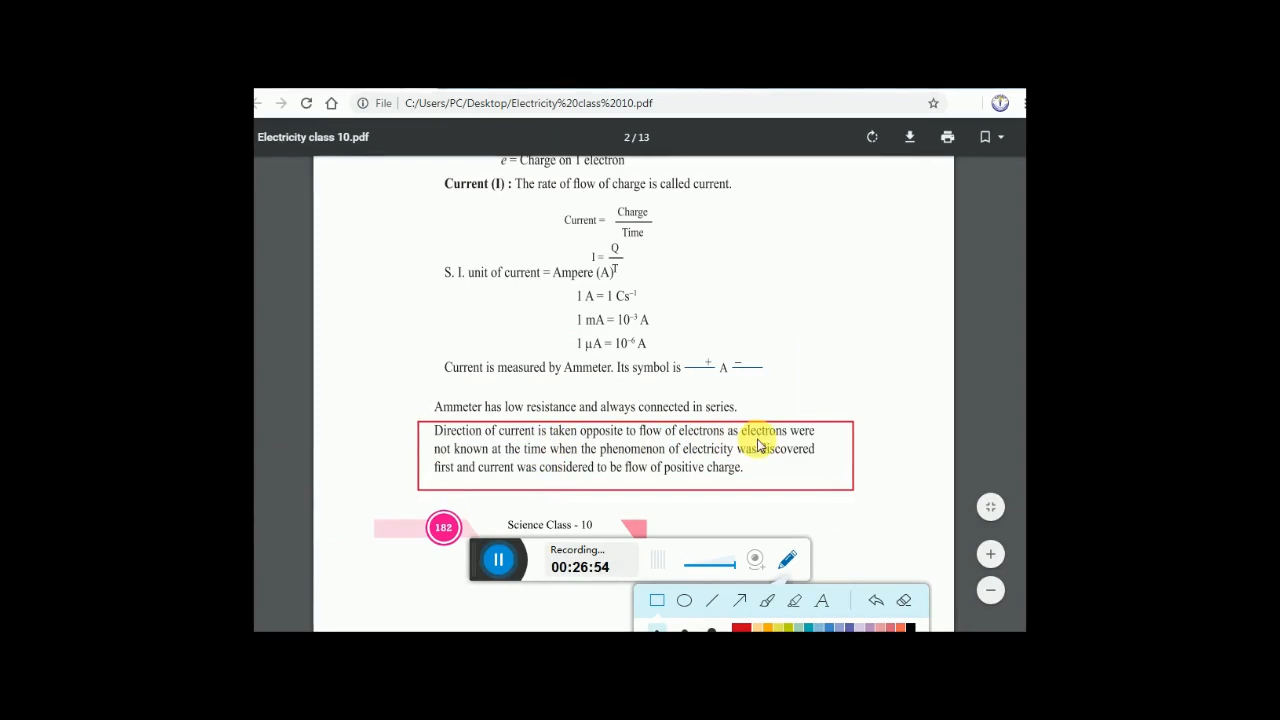 File C:/Users/PC/Desktop/Electricity%20class%2010.pdf
Electricity class 10.pdf 2 / 13
e = Charge on 1 electron
Current (I) : The rate of flow of charge is called current.
Current = Charge
Time
I = Q
T
S. I. unit of current = Ampere (A)
1 A = 1 Cs⁻¹
1 mA = 10⁻³ A
1 μA = 10⁻⁶ A
Current is measured by Ammeter. Its symbol is + A −
Ammeter has low resistance and always connected in series.
Direction of current is taken opposite to flow of electrons as electrons were
not known at the time when the phenomenon of electricity was discovered
first and current was considered to be flow of positive charge.
182 Science Class - 10
Recording...
00:26:54
A